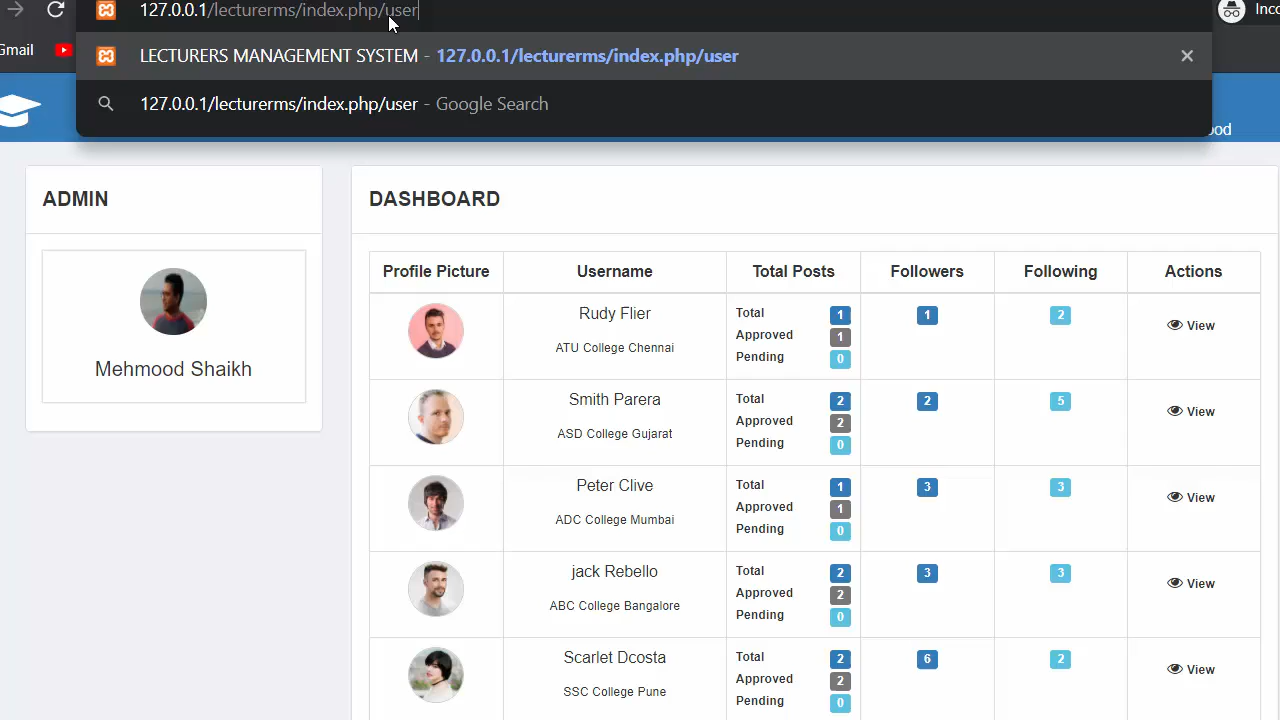 127.0.0.1/lecturerms/index.php/user
Inco
Gmail
LECTURERS MANAGEMENT SYSTEM - 127.0.0.1/lecturerms/index.php/user
127.0.0.1/lecturerms/index.php/user - Google Search
ood
ADMIN
Mehmood Shaikh
DASHBOARD
Profile Picture Username Total Posts Followers Following Actions
Rudy Flier
ATU College Chennai
Total 1
Approved 1
Pending 0
1
2
View
Smith Parera
ASD College Gujarat
Total 2
Approved 2
Pending 0
2
5
View
Peter Clive
ADC College Mumbai
Total 1
Approved 1
Pending 0
3
3
View
jack Rebello
ABC College Bangalore
Total 2
Approved 2
Pending 0
3
3
View
Scarlet Dcosta
SSC College Pune
Total 2
Approved 2
Pending 0
6
2
View